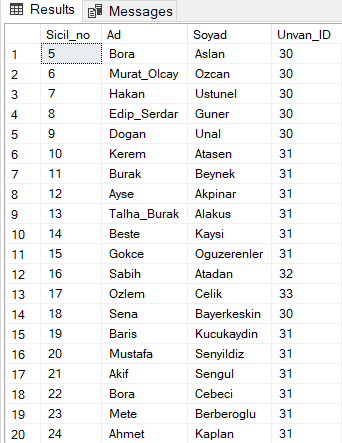 Results Messages
Sicil_no Ad Soyad Unvan_ID
1 5 Bora Aslan 30
2 6 Murat_Olcay Ozcan 30
3 7 Hakan Ustunel 30
4 8 Edip_Serdar Guner 30
5 9 Dogan Unal 30
6 10 Kerem Atasen 31
7 11 Burak Beynek 31
8 12 Ayse Akpinar 31
9 13 Talha_Burak Alakus 31
10 14 Beste Kaysi 31
11 15 Gokce Oguzerenler 31
12 16 Sabih Atadan 32
13 17 Ozlem Celik 33
14 18 Sena Bayerkeskin 30
15 19 Baris Kucukaydin 31
16 20 Mustafa Senyildiz 31
17 21 Akif Sengul 31
18 22 Bora Cebeci 31
19 23 Mete Berberoglu 31
20 24 Ahmet Kaplan 31